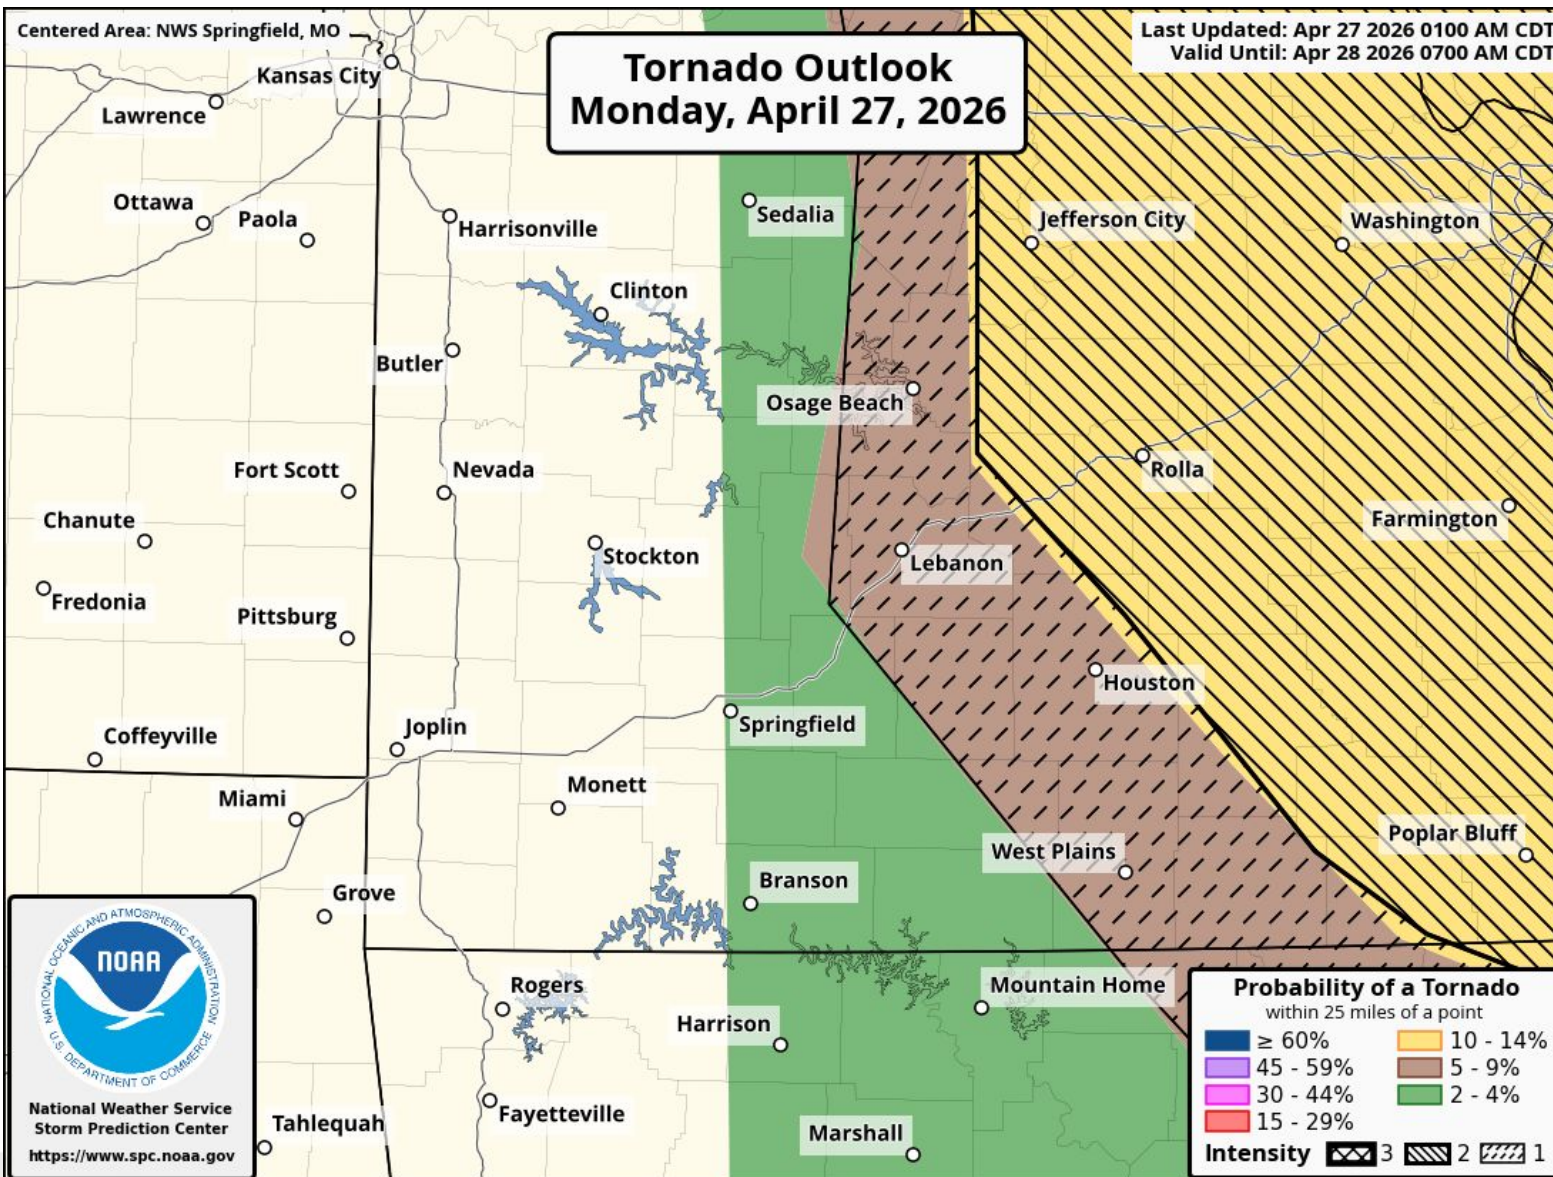 Centered Area: NWS Springfield, MO
Tornado Outlook
Monday, April 27, 2026
Last Updated: Apr 27 2026 0100 AM CDT
Valid Until: Apr 28 2026 0700 AM CDT
Kansas City
Lawrence
Ottawa
Paola
Harrisonville
Sedalia
Jefferson City
Washington
Clinton
Butler
Osage Beach
Fort Scott
Nevada
Rolla
Chanute
Farmington
Stockton
Lebanon
Fredonia
Pittsburg
Houston
Coffeyville
Joplin
Springfield
Miami
Monett
Poplar Bluff
West Plains
Grove
Branson
Rogers
Mountain Home
Harrison
Fayetteville
Tahlequah
Marshall
NATIONAL OCEANIC AND ATMOSPHERIC ADMINISTRATION
NOAA
U.S. DEPARTMENT OF COMMERCE
National Weather Service
Storm Prediction Center
https://www.spc.noaa.gov
Probability of a Tornado
within 25 miles of a point
≥ 60% 10 - 14%
45 - 59% 5 - 9%
30 - 44% 2 - 4%
15 - 29%
Intensity 3 2 1